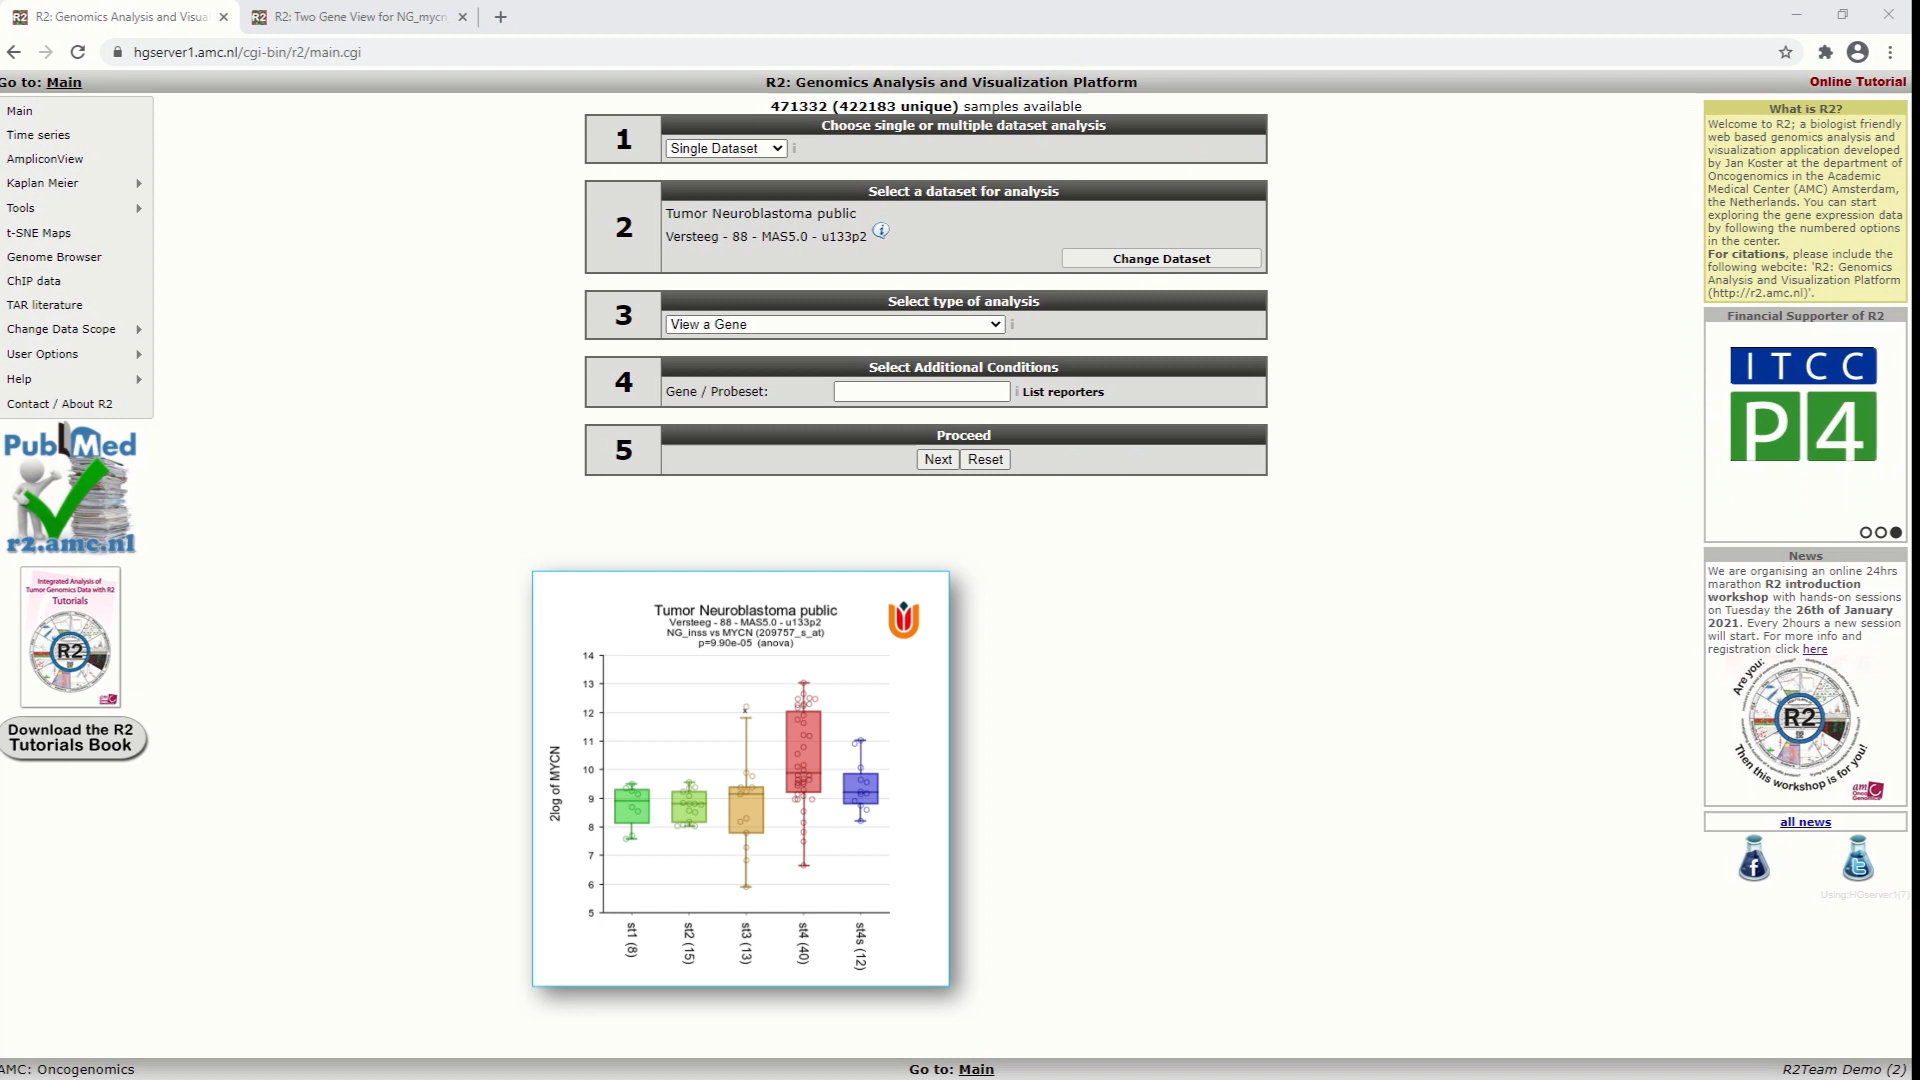 R2: Genomics Analysis and Visua
R2: Two Gene View for NG_mycn
hgserver1.amc.nl/cgi-bin/r2/main.cgi
Go to: Main
R2: Genomics Analysis and Visualization Platform
Online Tutorial
Main
Time series
AmpliconView
Kaplan Meier
Tools
t-SNE Maps
Genome Browser
ChIP data
TAR literature
Change Data Scope
User Options
Help
Contact / About R2
PubMed
r2.amc.nl
Integrated Analysis of
Tumor Genomics Data with R2
Tutorials
R2
Download the R2
Tutorials Book
471332 (422183 unique) samples available
1
Choose single or multiple dataset analysis
Single Dataset
2
Select a dataset for analysis
Tumor Neuroblastoma public
Versteeg - 88 - MAS5.0 - u133p2
Change Dataset
3
Select type of analysis
View a Gene
4
Select Additional Conditions
Gene / Probeset:
List reporters
5
Proceed
Next
Reset
Tumor Neuroblastoma public
Versteeg - 88 - MAS5.0 - u133p2
NG_inss vs MYCN (209757_s_at)
p=9.90e-05 (anova)
2log of MYCN
14
13
12
11
10
9
8
7
6
5
st1 (8)
st2 (15)
st3 (13)
st4 (40)
st4s (12)
What is R2?
Welcome to R2; a biologist friendly
web based genomics analysis and
visualization application developed
by Jan Koster at the department of
Oncogenomics in the Academic
Medical Center (AMC) Amsterdam,
the Netherlands. You can start
exploring the gene expression data
by following the numbered options
in the center.
For citations, please include the
following webcite: 'R2: Genomics
Analysis and Visualization Platform
(http://r2.amc.nl)'.
Financial Supporter of R2
ITCC
P4
News
We are organising an online 24hrs
marathon R2 introduction
workshop with hands-on sessions
on Tuesday the 26th of January
2021. Every 2hours a new session
will start. For more info and
registration click here
Are you:
R2
Then this workshop is for you!
all news
Using:HGserver1(7)
AMC: Oncogenomics
Go to: Main
R2Team Demo (2)